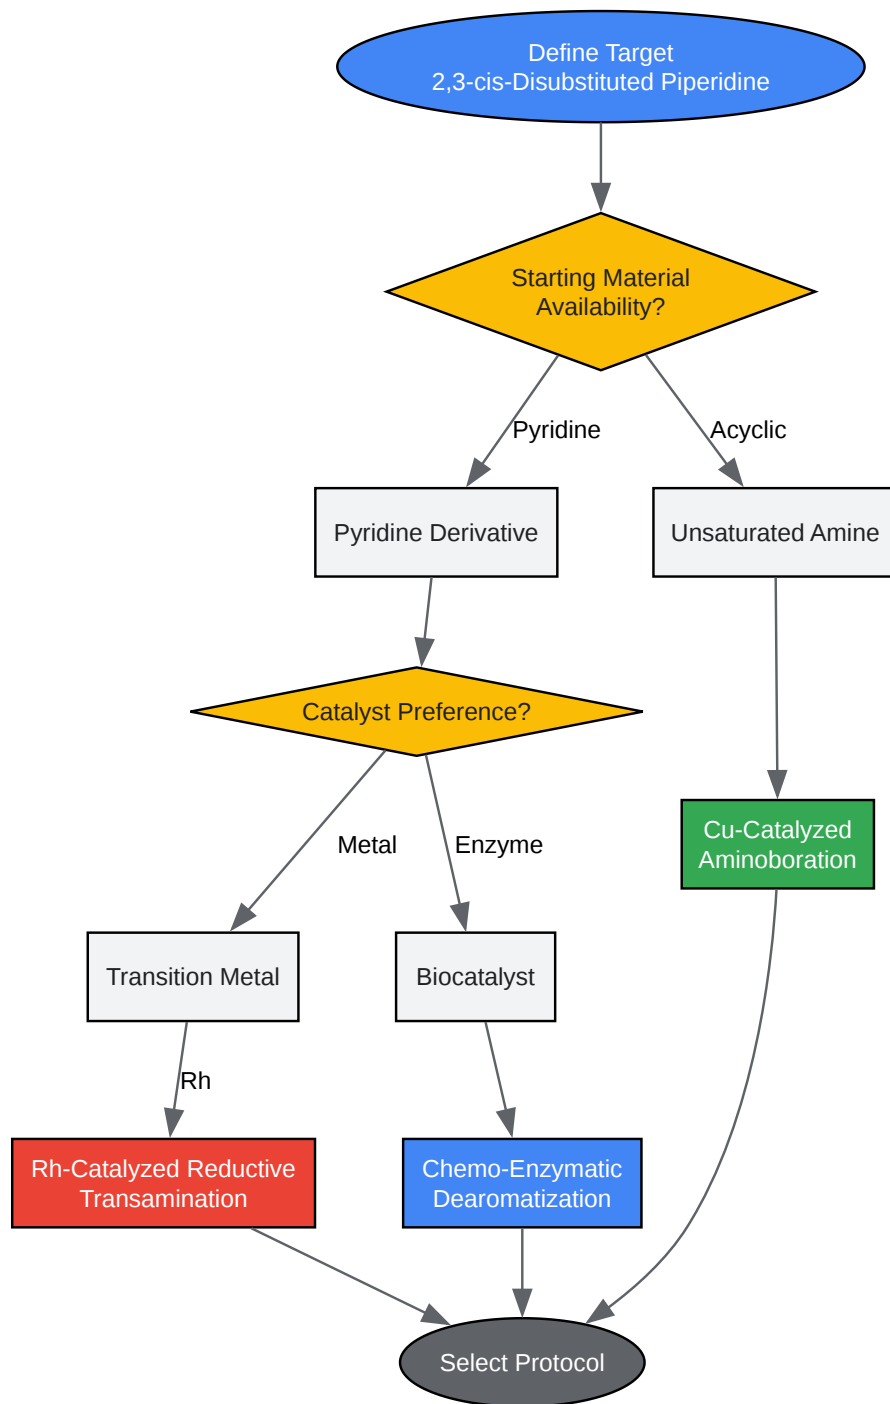 Define Target
2,3-cis-Disubstituted Piperidine
Starting Material
Availability?
Pyridine
Acyclic
Pyridine Derivative
Unsaturated Amine
Catalyst Preference?
Cu-Catalyzed
Aminoboration
Metal
Enzyme
Transition Metal
Biocatalyst
Rh
Rh-Catalyzed Reductive
Transamination
Chemo-Enzymatic
Dearomatization
Select Protocol